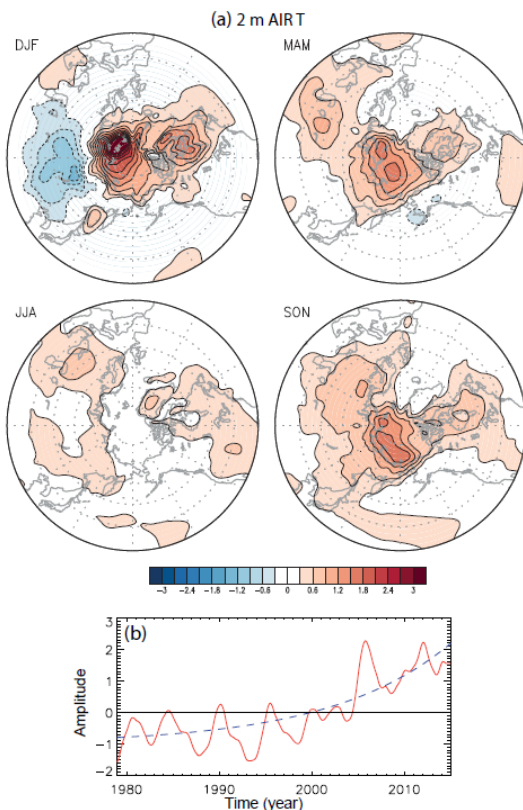 (a) 2 m AIR T
DJF
MAM
JJA
SON
−3 −2.4 −1.8 −1.2 −0.6 0 0.6 1.2 1.8 2.4 3
(b)
3
2
1
0
−1
−2
Amplitude
1980 1990 2000 2010
Time (year)